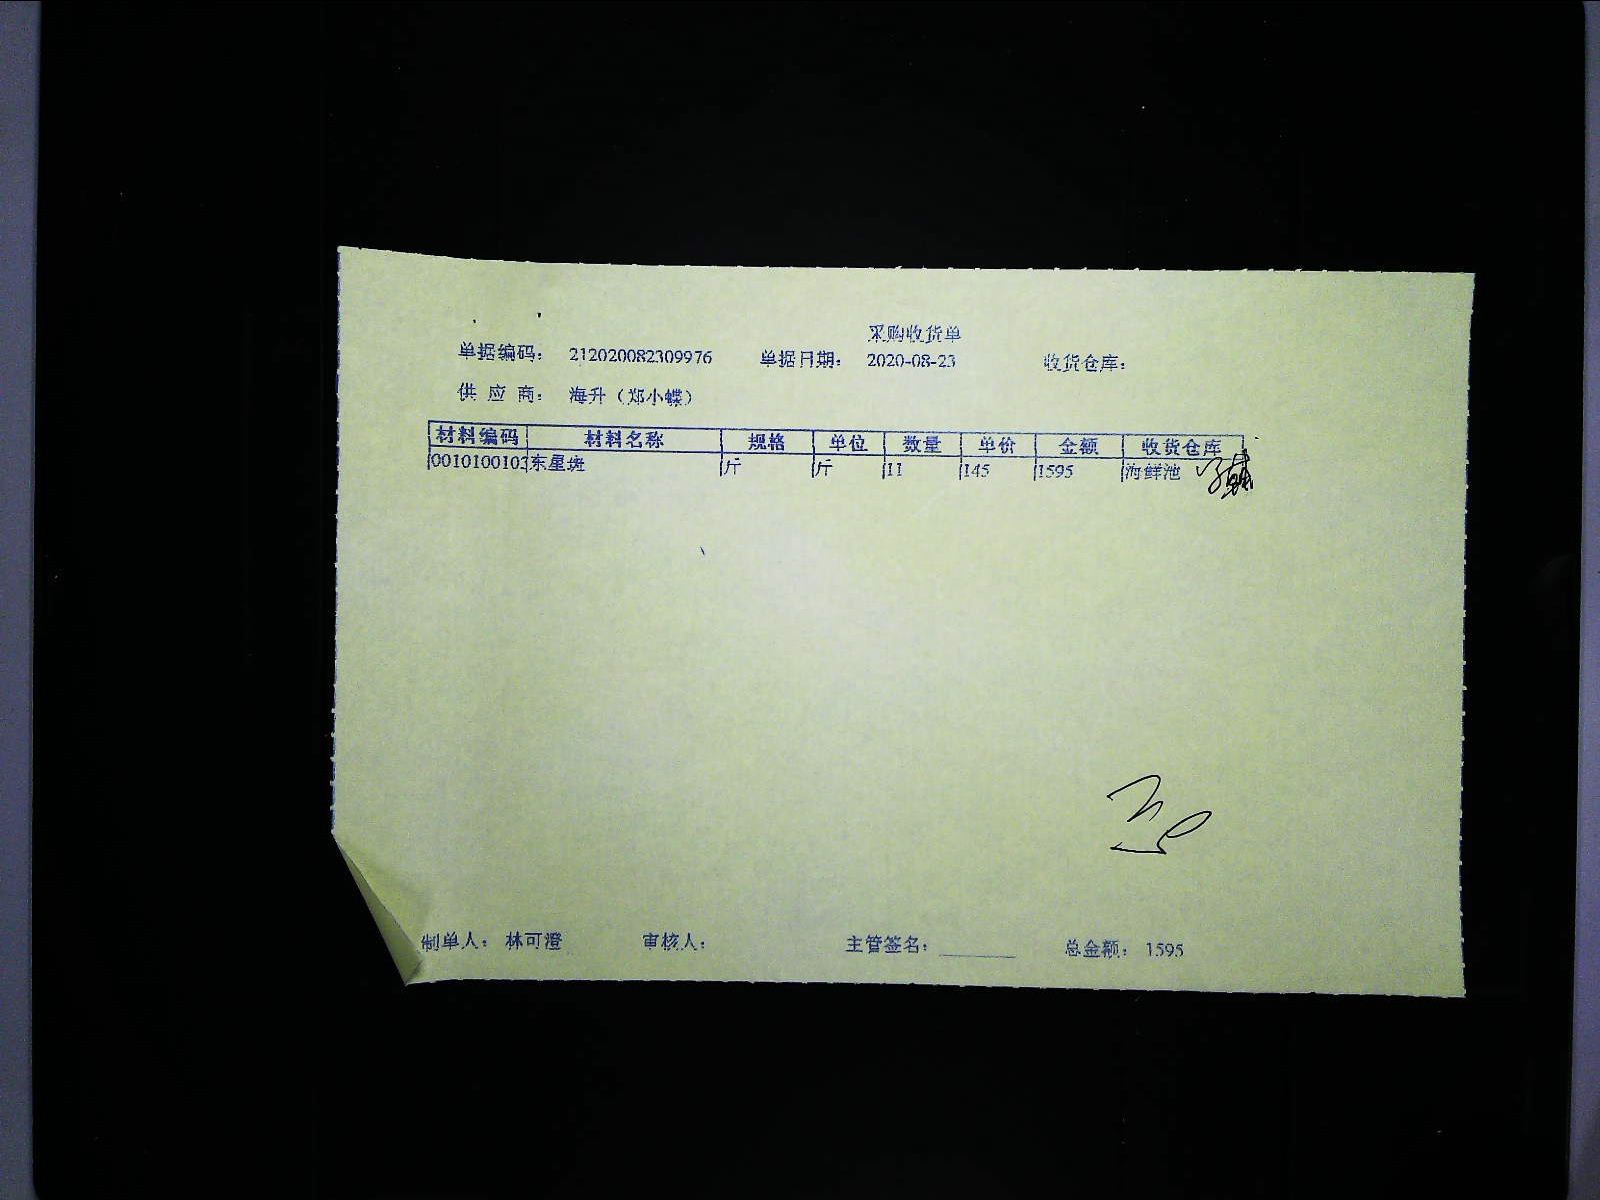 采购收货单
单据编码： 212020082309976 单据日期： 2020-08-23 收货仓库：
供 应 商： 海升（郑小蝶）
材料编码 材料名称 规格 单位 数量 单价 金额 收货仓库
0010100103 东星斑 斤 斤 11 145 1595 海鲜池
制单人： 林可澄 审核人： 主管签名： 总金额： 1595